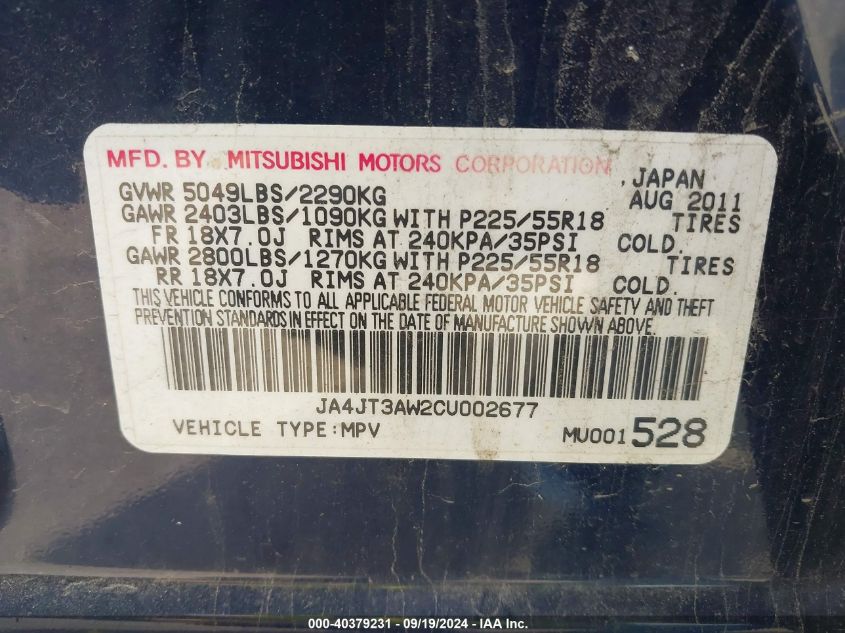 MFD. BY MITSUBISHI MOTORS CORPORATION, JAPAN
GVWR 5049LBS/2290KG AUG 2011
GAWR 2403LBS/1090KG WITH P225/55R18 TIRES
FR 18X7.0J RIMS AT 240KPA/35PSI COLD.
GAWR 2800LBS/1270KG WITH P225/55R18 TIRES
RR 18X7.0J RIMS AT 240KPA/35PSI COLD.
THIS VEHICLE CONFORMS TO ALL APPLICABLE FEDERAL MOTOR VEHICLE SAFETY AND THEFT
PREVENTION STANDARDS IN EFFECT ON THE DATE OF MANUFACTURE SHOWN ABOVE.
JA4JT3AW2CU002677
VEHICLE TYPE:MPV MU001528
000-40379231 - 09/19/2024 - IAAI.com